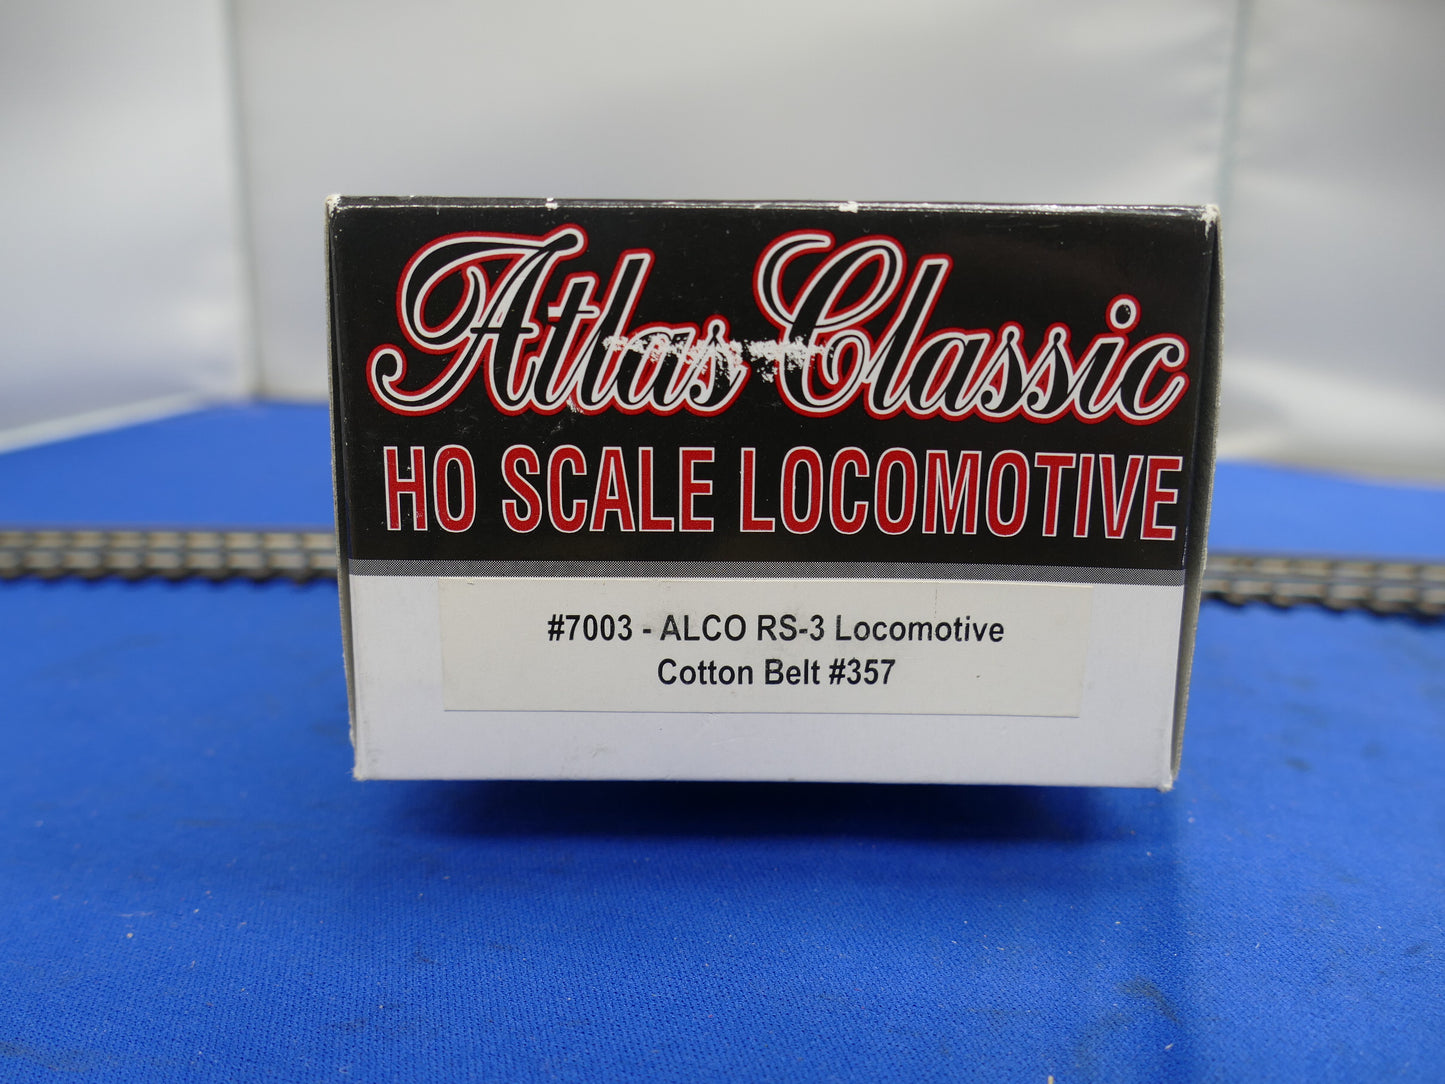 Atlas Classic
HO SCALE LOCOMOTIVE
#7003 - ALCO RS-3 Locomotive
Cotton Belt #357